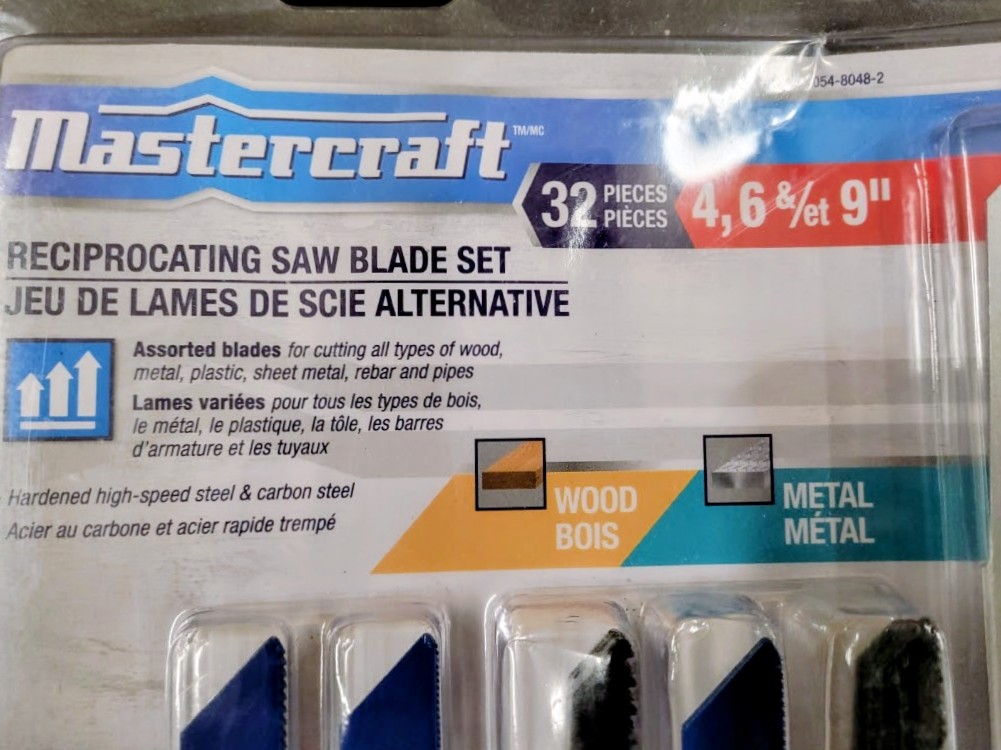 054-8048-2
Mastercraft TM/MC
32 PIECES
PIÈCES
4, 6 &/et 9"
RECIPROCATING SAW BLADE SET
JEU DE LAMES DE SCIE ALTERNATIVE
Assorted blades for cutting all types of wood,
metal, plastic, sheet metal, rebar and pipes
Lames variées pour tous les types de bois,
le métal, le plastique, la tôle, les barres
d'armature et les tuyaux
Hardened high-speed steel & carbon steel
Acier au carbone et acier rapide trempé
WOOD
BOIS
METAL
MÉTAL